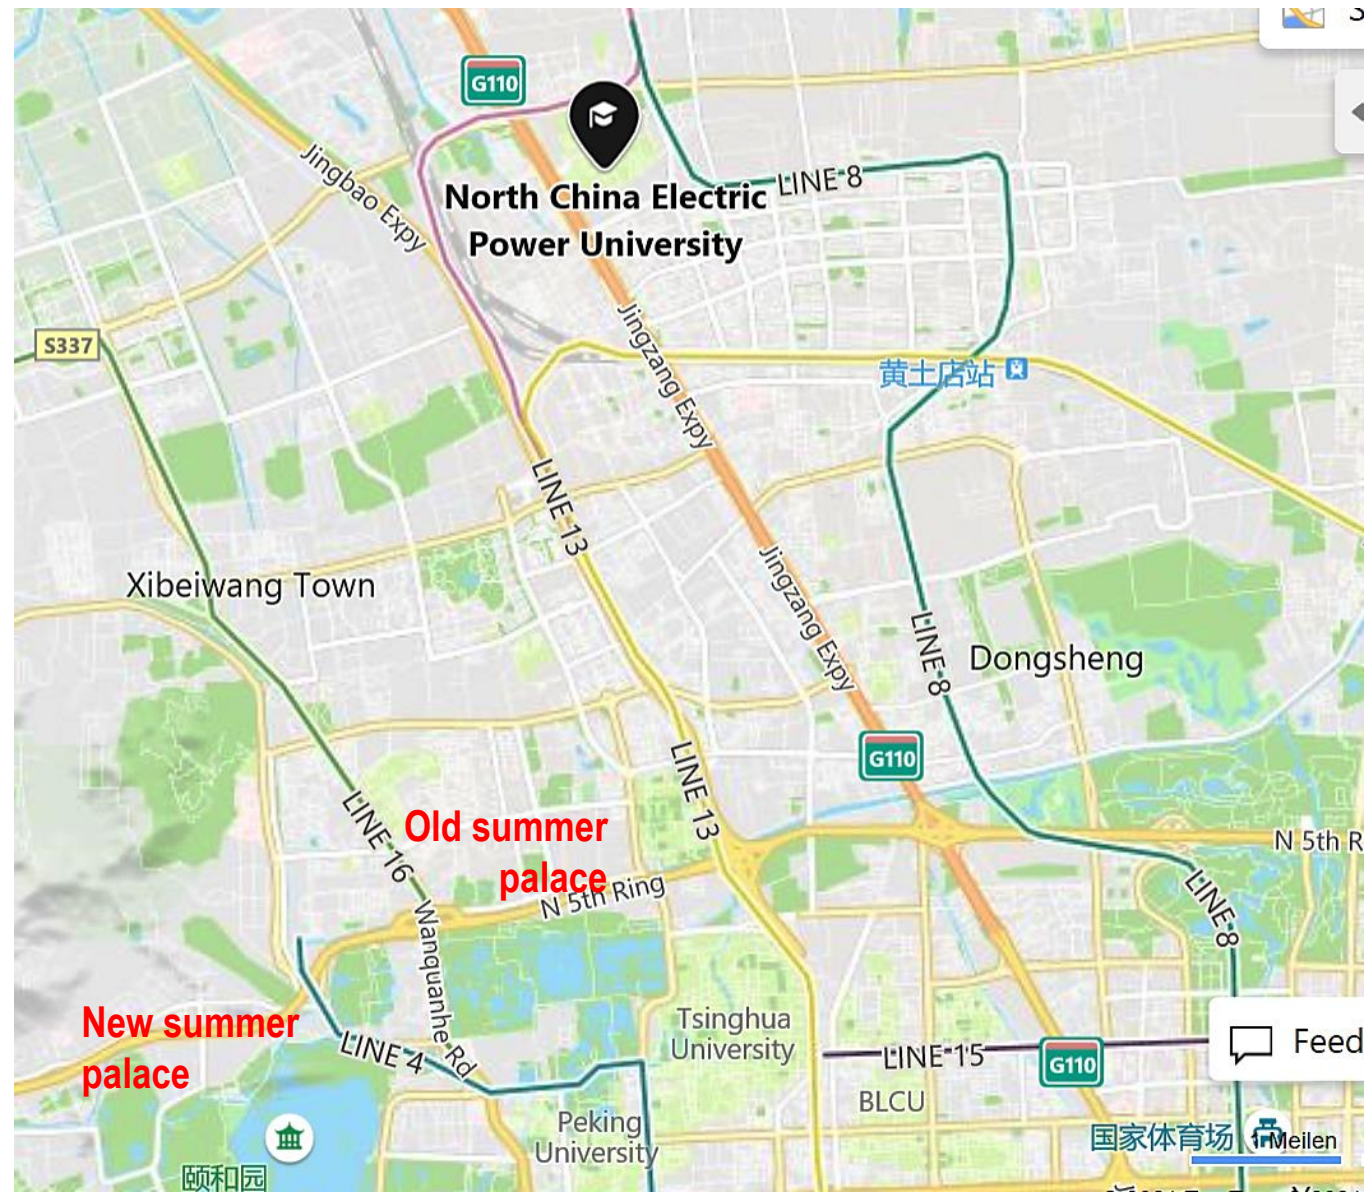 G110
North China Electric
Power University
LINE 8
Jingbao Expy
S337
Jingzang Expy
黄土店站
LINE 13
Xibeiwang Town
Jingzang Expy
LINE 8
Dongsheng
G110
LINE 13
LINE 16
Old summer
palace
N 5th Ring
N 5th R
LINE 8
Wanquanhe Rd
New summer
palace
LINE 4
Tsinghua
University
LINE 15
G110
Feed
BLCU
Peking
University
国家体育场
1 Meilen
颐和园